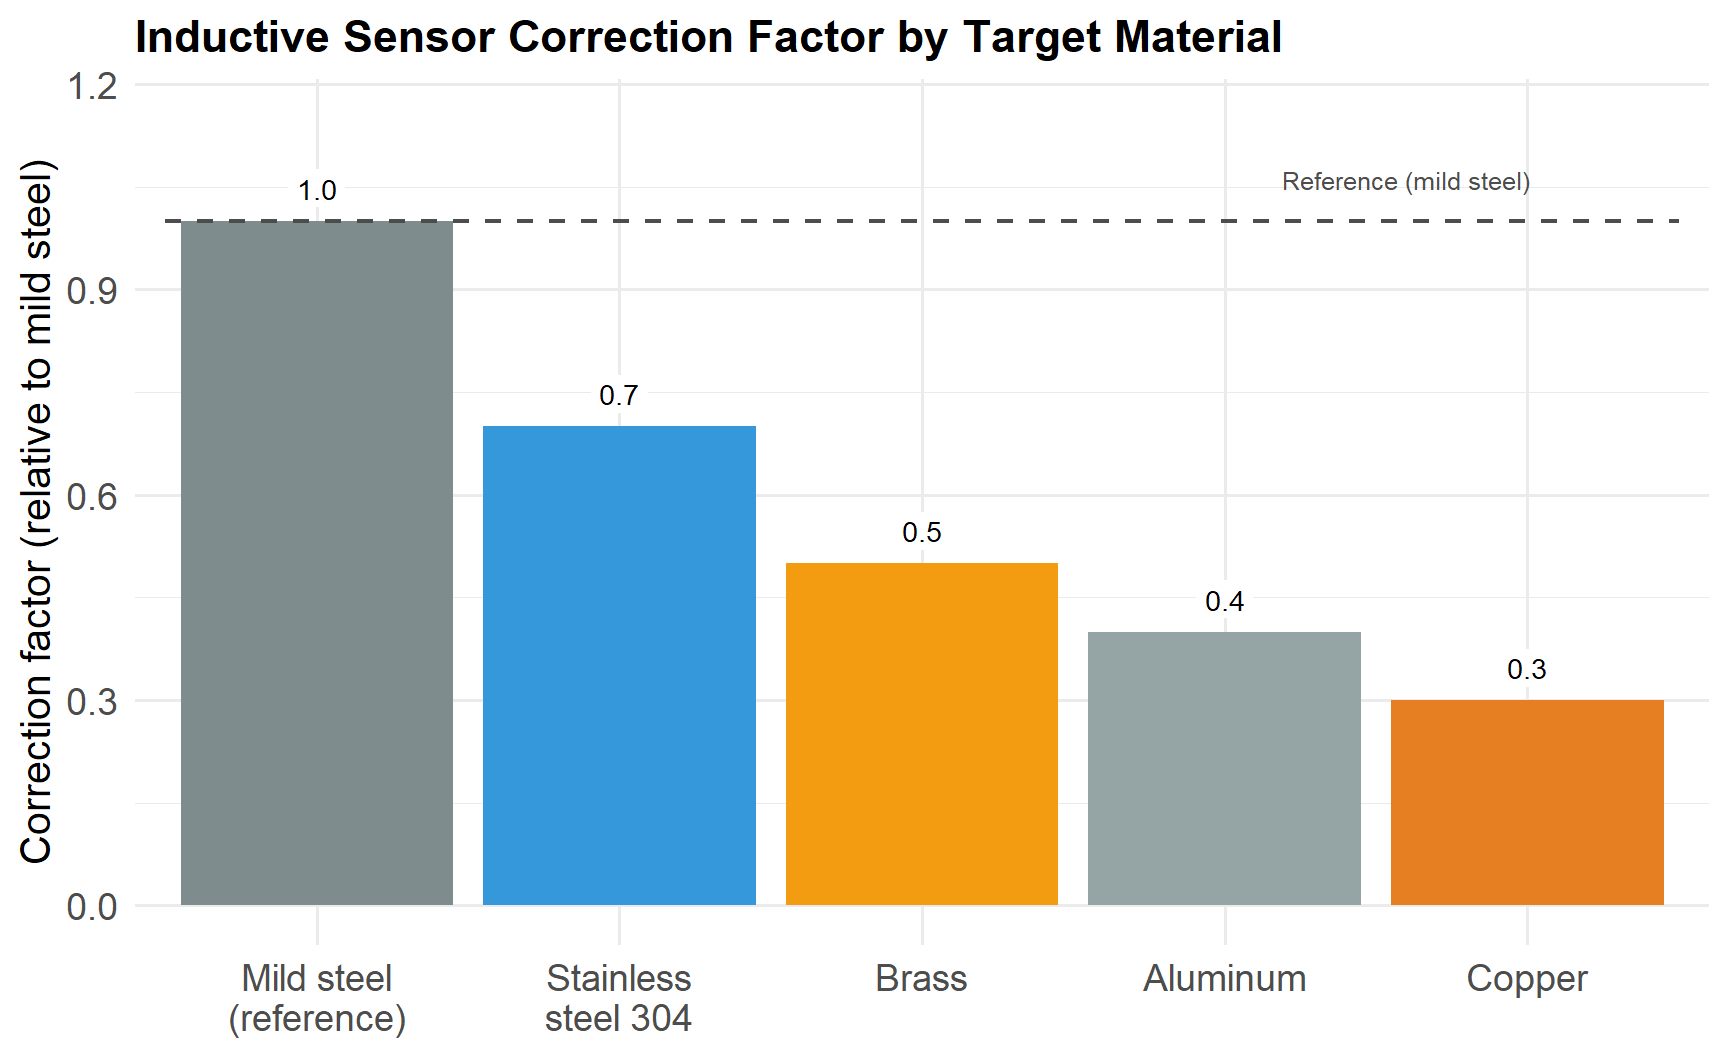 Inductive Sensor Correction Factor by Target Material
Correction factor (relative to mild steel)
1.2
0.9
0.6
0.3
0.0
Reference (mild steel)
1.0
0.7
0.5
0.4
0.3
Mild steel
(reference)
Stainless
steel 304
Brass
Aluminum
Copper